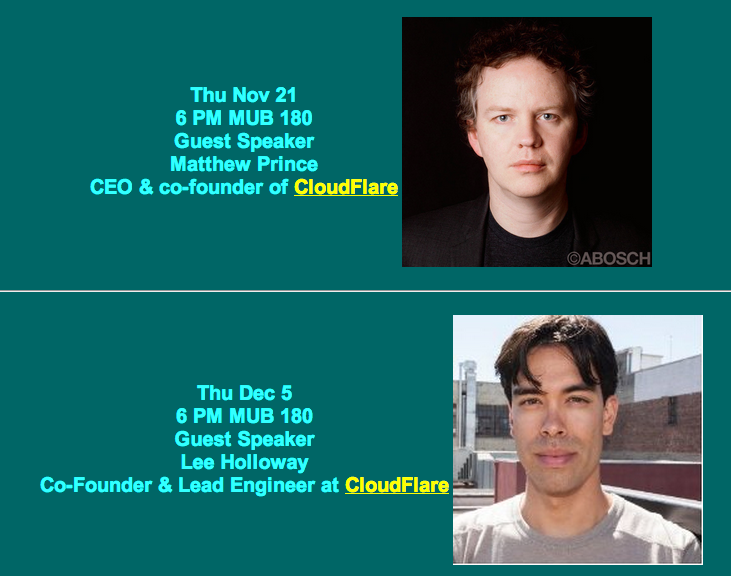 Thu Nov 21
6 PM MUB 180
Guest Speaker
Matthew Prince
CEO & co-founder of CloudFlare
©ABOSCH
Thu Dec 5
6 PM MUB 180
Guest Speaker
Lee Holloway
Co-Founder & Lead Engineer at CloudFlare